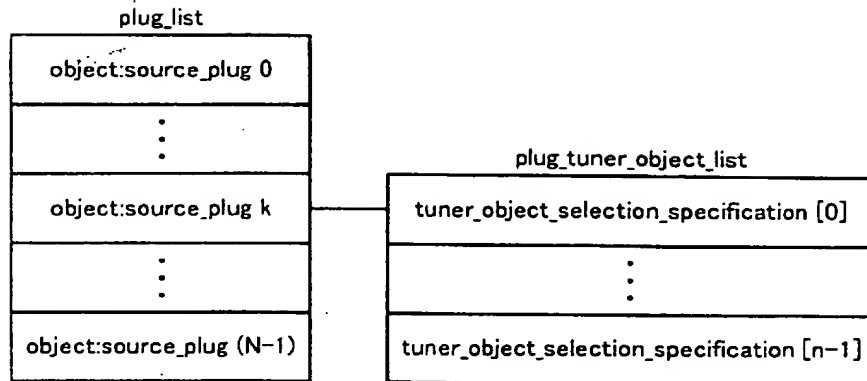 plug_list
object:source_plug 0
⋮
object:source_plug k
⋮
object:source_plug (N-1)
plug_tuner_object_list
tuner_object_selection_specification [0]
⋮
tuner_object_selection_specification [n-1]